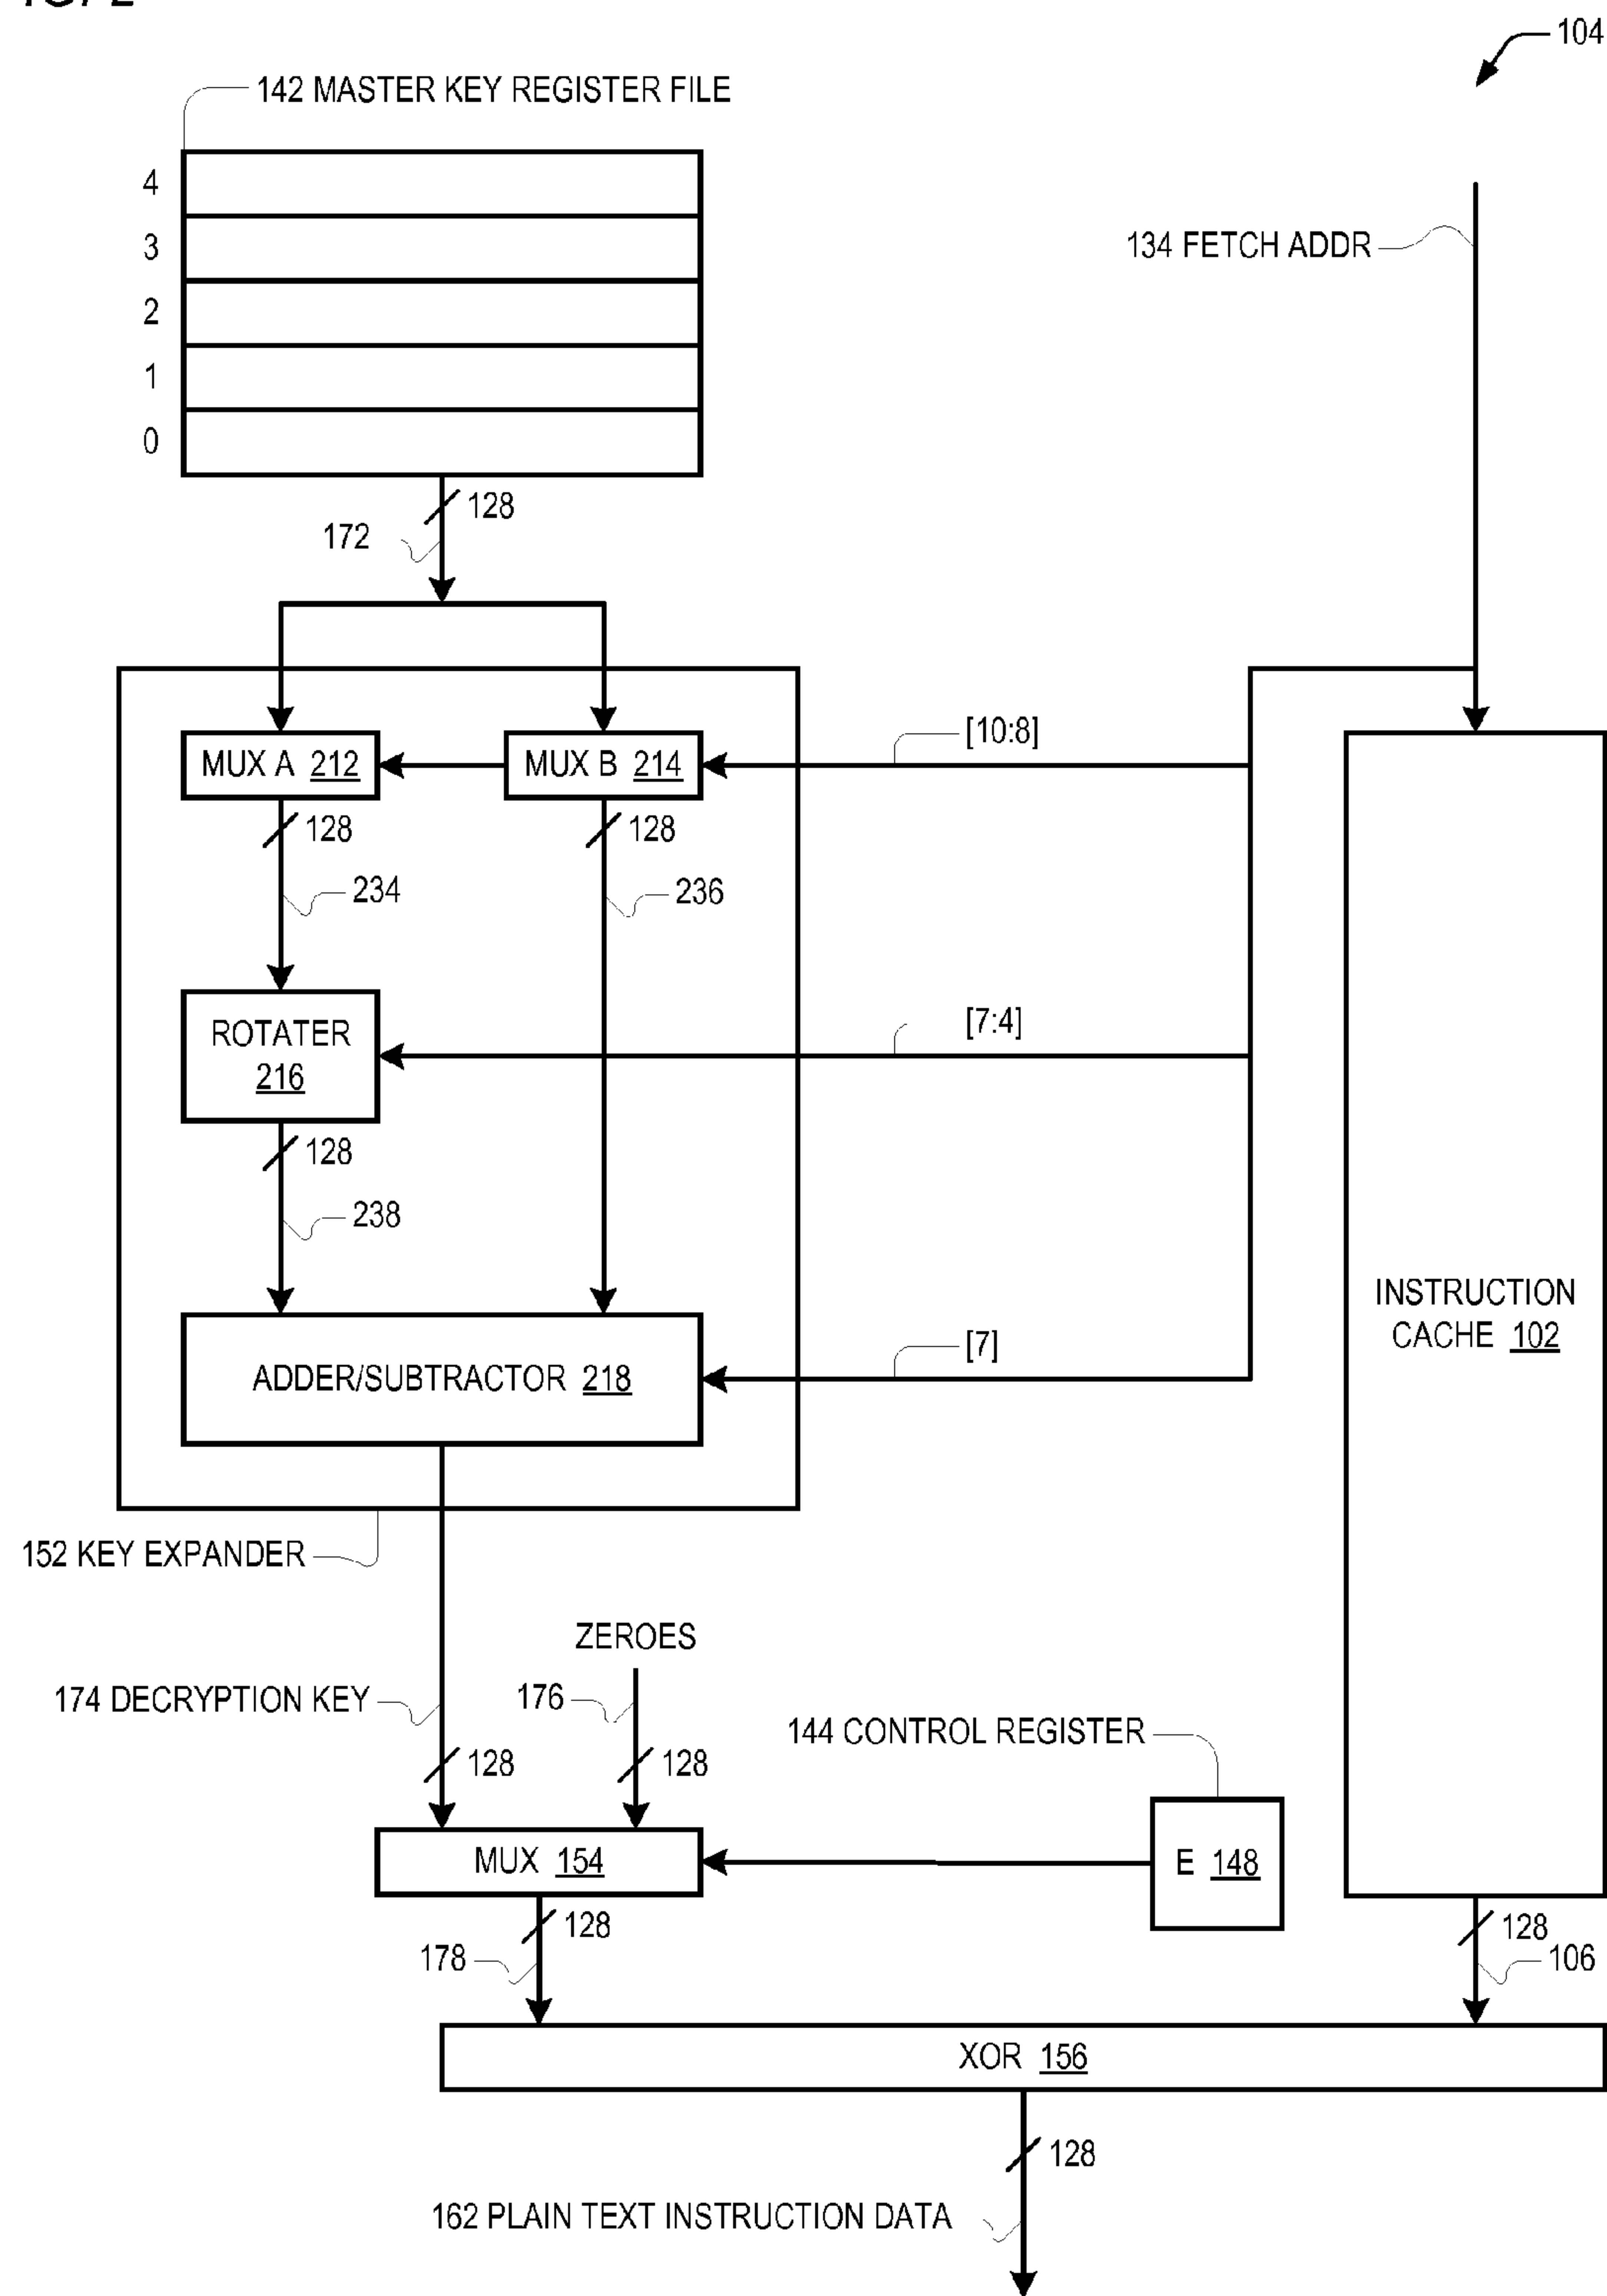 104
142 MASTER KEY REGISTER FILE
4
3
134 FETCH ADDR
2
1
0
128
172
[10:8]
MUX A 212
MUX B 214
128
128
234
236
[7:4]
ROTATER
216
128
238
INSTRUCTION
CACHE 102
[7]
ADDER/SUBTRACTOR 218
152 KEY EXPANDER
ZEROES
174 DECRYPTION KEY
176
144 CONTROL REGISTER
128
128
MUX 154
E 148
128
128
178
106
XOR 156
128
162 PLAIN TEXT INSTRUCTION DATA